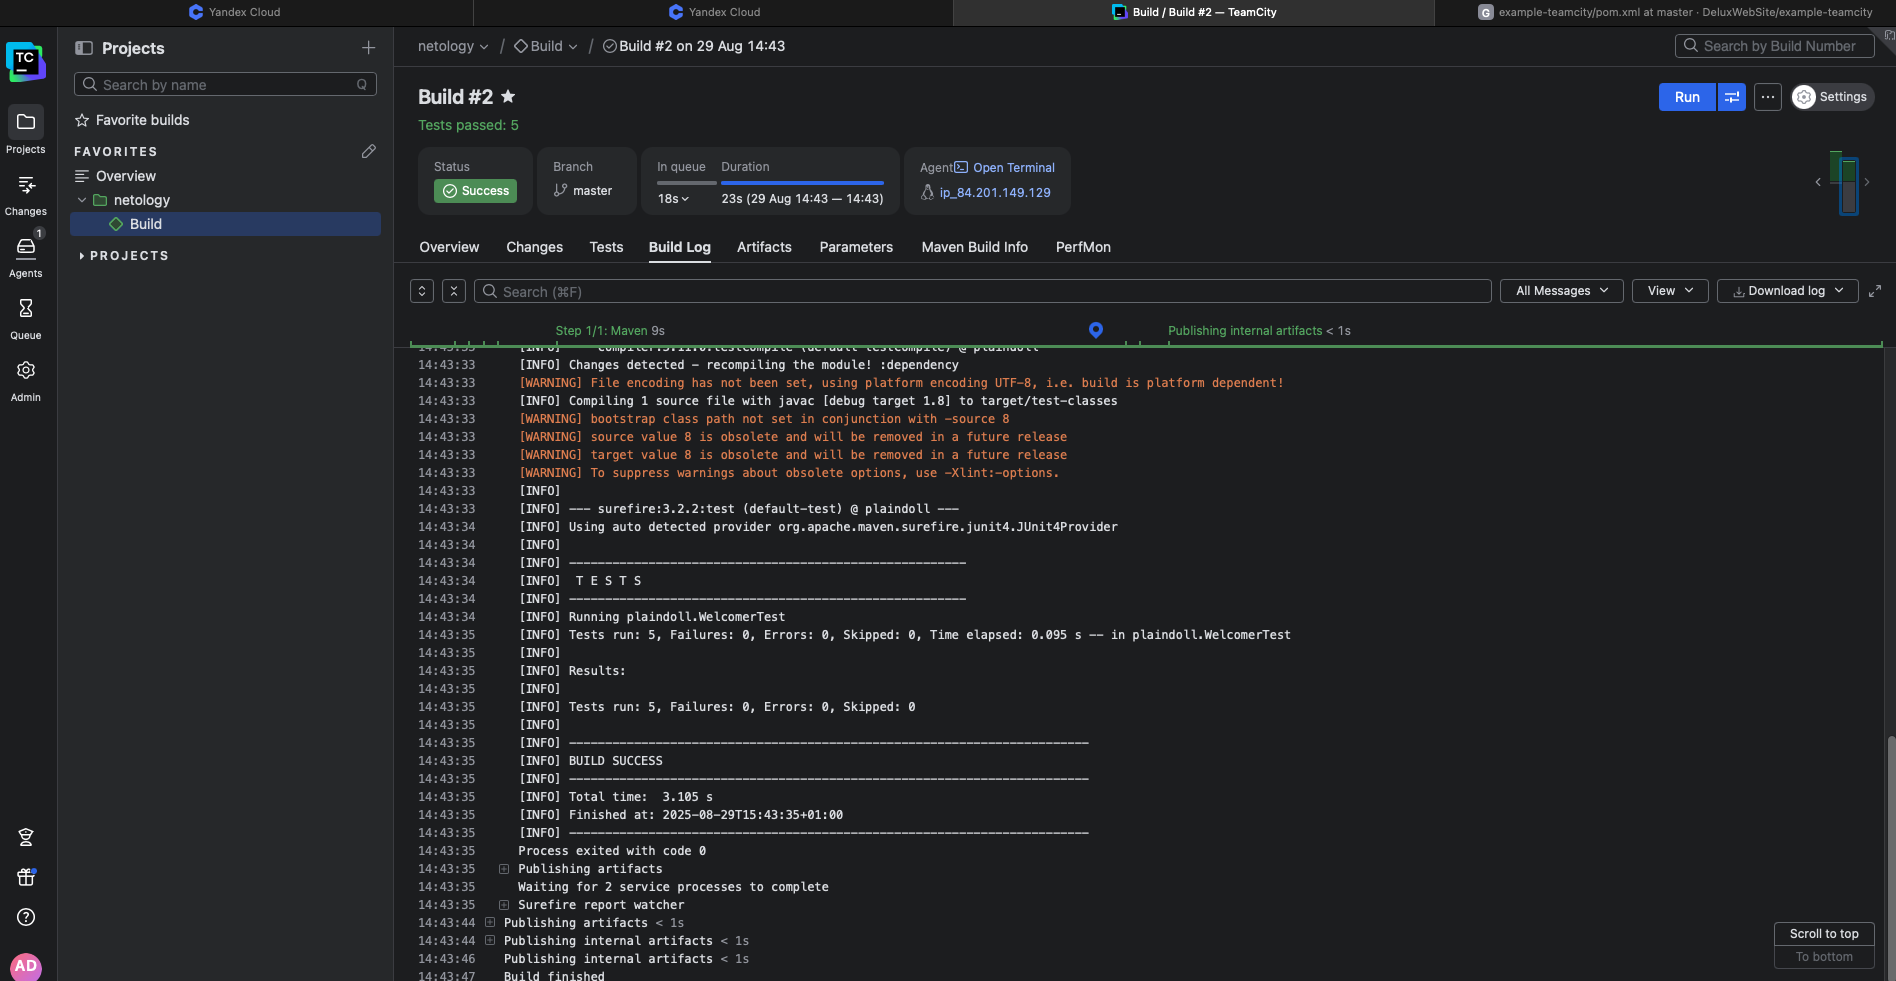 Yandex Cloud
Yandex Cloud
Build / Build #2 — TeamCity
example-teamcity/pom.xml at master · DeluxWebSite/example-teamcity
TC
Projects
Changes
1
Agents
Queue
Admin
AD
Projects
Search by name
Q
Favorite builds
FAVORITES
Overview
netology
Build
PROJECTS
netology / Build / Build #2 on 29 Aug 14:43
Search by Build Number
Build #2
Tests passed: 5
Run
Settings
Status
Success
Branch
master
In queue
18s
Duration
23s (29 Aug 14:43 — 14:43)
Agent Open Terminal
ip_84.201.149.129
Overview Changes Tests Build Log Artifacts Parameters Maven Build Info PerfMon
Search (⌘F)
All Messages View Download log
Step 1/1: Maven 9s
Publishing internal artifacts < 1s
14:43:33 [INFO] --- compiler:3.11.0:testCompile (default-testCompile) @ plaindoll
14:43:33 [INFO] Changes detected - recompiling the module! :dependency
14:43:33 [WARNING] File encoding has not been set, using platform encoding UTF-8, i.e. build is platform dependent!
14:43:33 [INFO] Compiling 1 source file with javac [debug target 1.8] to target/test-classes
14:43:33 [WARNING] bootstrap class path not set in conjunction with -source 8
14:43:33 [WARNING] source value 8 is obsolete and will be removed in a future release
14:43:33 [WARNING] target value 8 is obsolete and will be removed in a future release
14:43:33 [WARNING] To suppress warnings about obsolete options, use -Xlint:-options.
14:43:33 [INFO]
14:43:33 [INFO] --- surefire:3.2.2:test (default-test) @ plaindoll ---
14:43:34 [INFO] Using auto detected provider org.apache.maven.surefire.junit4.JUnit4Provider
14:43:34 [INFO]
14:43:34 [INFO] -------------------------------------------------------
14:43:34 [INFO]  T E S T S
14:43:34 [INFO] -------------------------------------------------------
14:43:34 [INFO] Running plaindoll.WelcomerTest
14:43:35 [INFO] Tests run: 5, Failures: 0, Errors: 0, Skipped: 0, Time elapsed: 0.095 s -- in plaindoll.WelcomerTest
14:43:35 [INFO]
14:43:35 [INFO] Results:
14:43:35 [INFO]
14:43:35 [INFO] Tests run: 5, Failures: 0, Errors: 0, Skipped: 0
14:43:35 [INFO]
14:43:35 [INFO] ------------------------------------------------------------------------
14:43:35 [INFO] BUILD SUCCESS
14:43:35 [INFO] ------------------------------------------------------------------------
14:43:35 [INFO] Total time:  3.105 s
14:43:35 [INFO] Finished at: 2025-08-29T15:43:35+01:00
14:43:35 [INFO] ------------------------------------------------------------------------
14:43:35 Process exited with code 0
14:43:35 Publishing artifacts
14:43:35 Waiting for 2 service processes to complete
14:43:35 Surefire report watcher
14:43:44 Publishing artifacts < 1s
14:43:44 Publishing internal artifacts < 1s
14:43:46 Publishing internal artifacts < 1s
14:43:47 Build finished
Scroll to top
To bottom